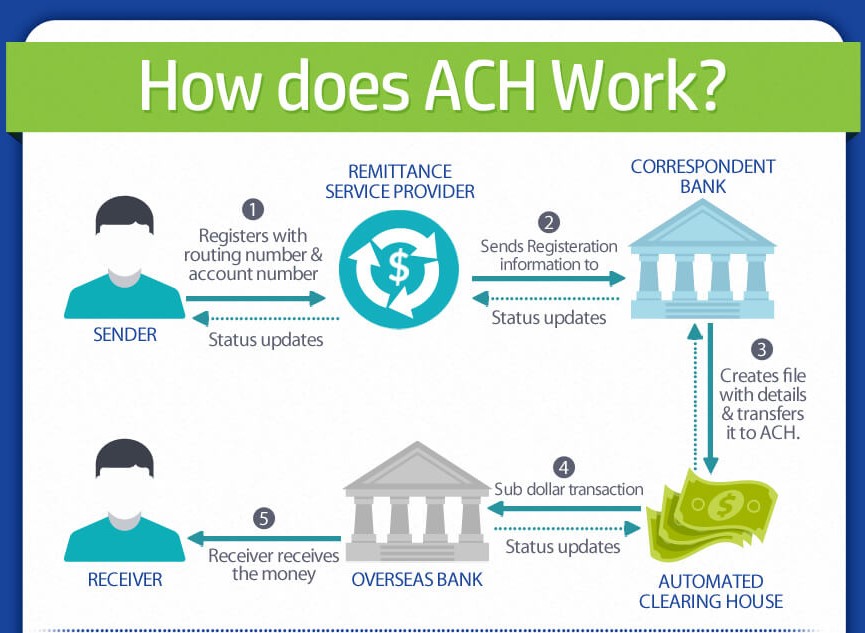 How does ACH Work?
REMITTANCE
SERVICE PROVIDER
CORRESPONDENT
BANK
1
Registers with
routing number &
account number
$
2
Sends Registeration
information to
Status updates
Status updates
SENDER
3
Creates file
with details
& transfers
it to ACH.
4
Sub dollar transaction
$
5
Receiver receives
the money
Status updates
RECEIVER
OVERSEAS BANK
AUTOMATED
CLEARING HOUSE